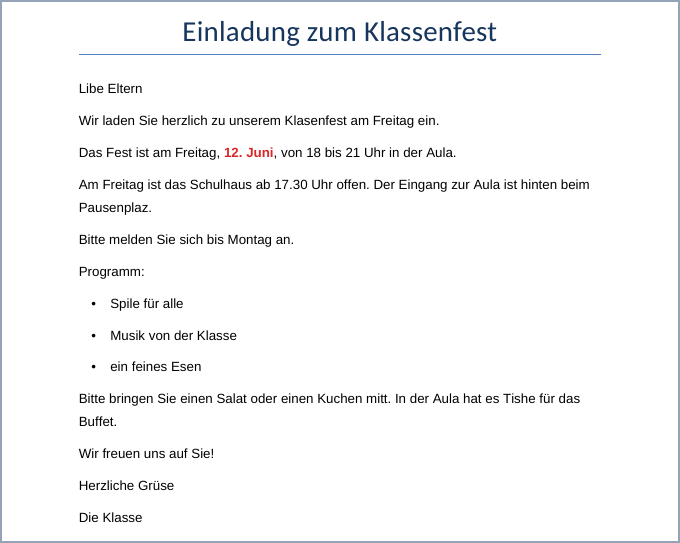 Einladung zum Klassenfest
Libe Eltern
Wir laden Sie herzlich zu unserem Klasenfest am Freitag ein.
Das Fest ist am Freitag, 12. Juni, von 18 bis 21 Uhr in der Aula.
Am Freitag ist das Schulhaus ab 17.30 Uhr offen. Der Eingang zur Aula ist hinten beim
Pausenplaz.
Bitte melden Sie sich bis Montag an.
Programm:
• Spile für alle
• Musik von der Klasse
• ein feines Esen
Bitte bringen Sie einen Salat oder einen Kuchen mitt. In der Aula hat es Tishe für das
Buffet.
Wir freuen uns auf Sie!
Herzliche Grüse
Die Klasse